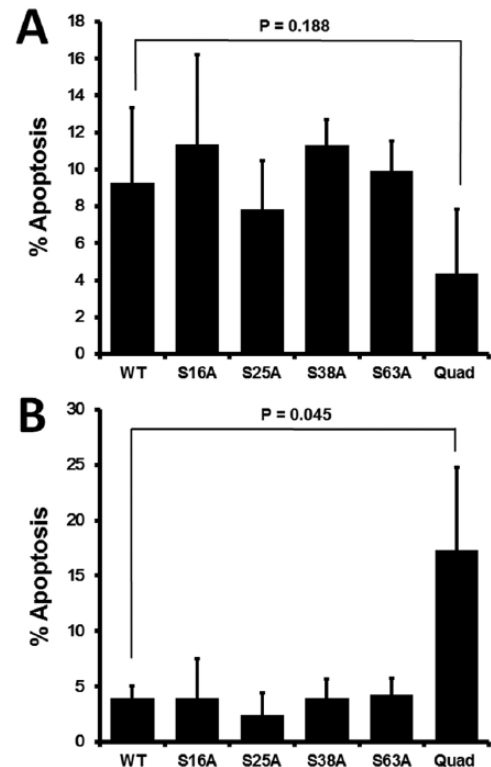 A
P = 0.188
% Apoptosis
18
16
14
12
10
8
6
4
2
0
WT S16A S25A S38A S63A Quad
B
P = 0.045
% Apoptosis
30
25
20
15
10
5
0
WT S16A S25A S38A S63A Quad